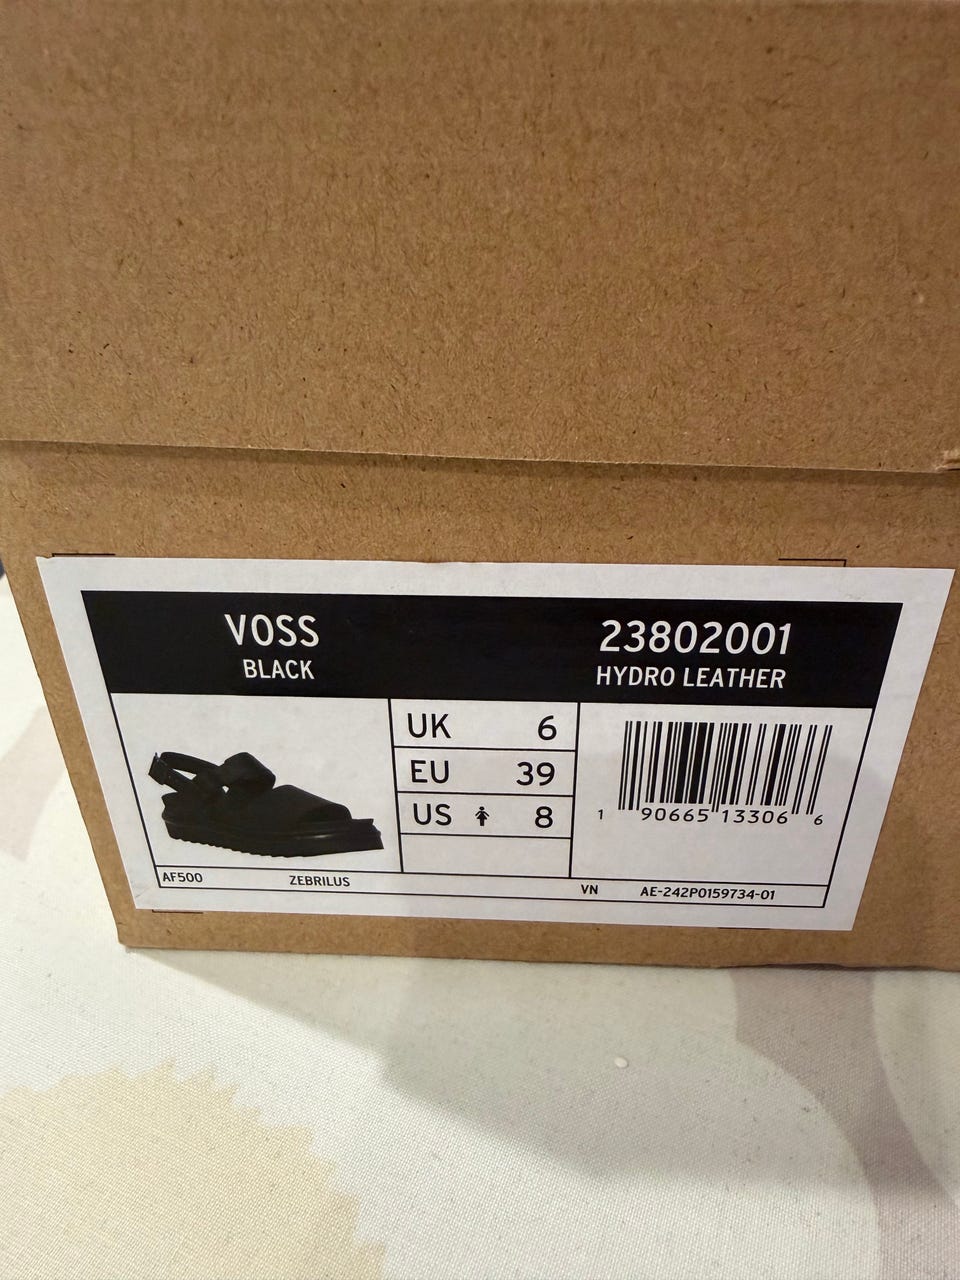 VOSS
BLACK
23802001
HYDRO LEATHER
UK 6
EU 39
US 8
1 90665 13306 6
AF500 ZEBRILUS VN AE-242P0159734-01